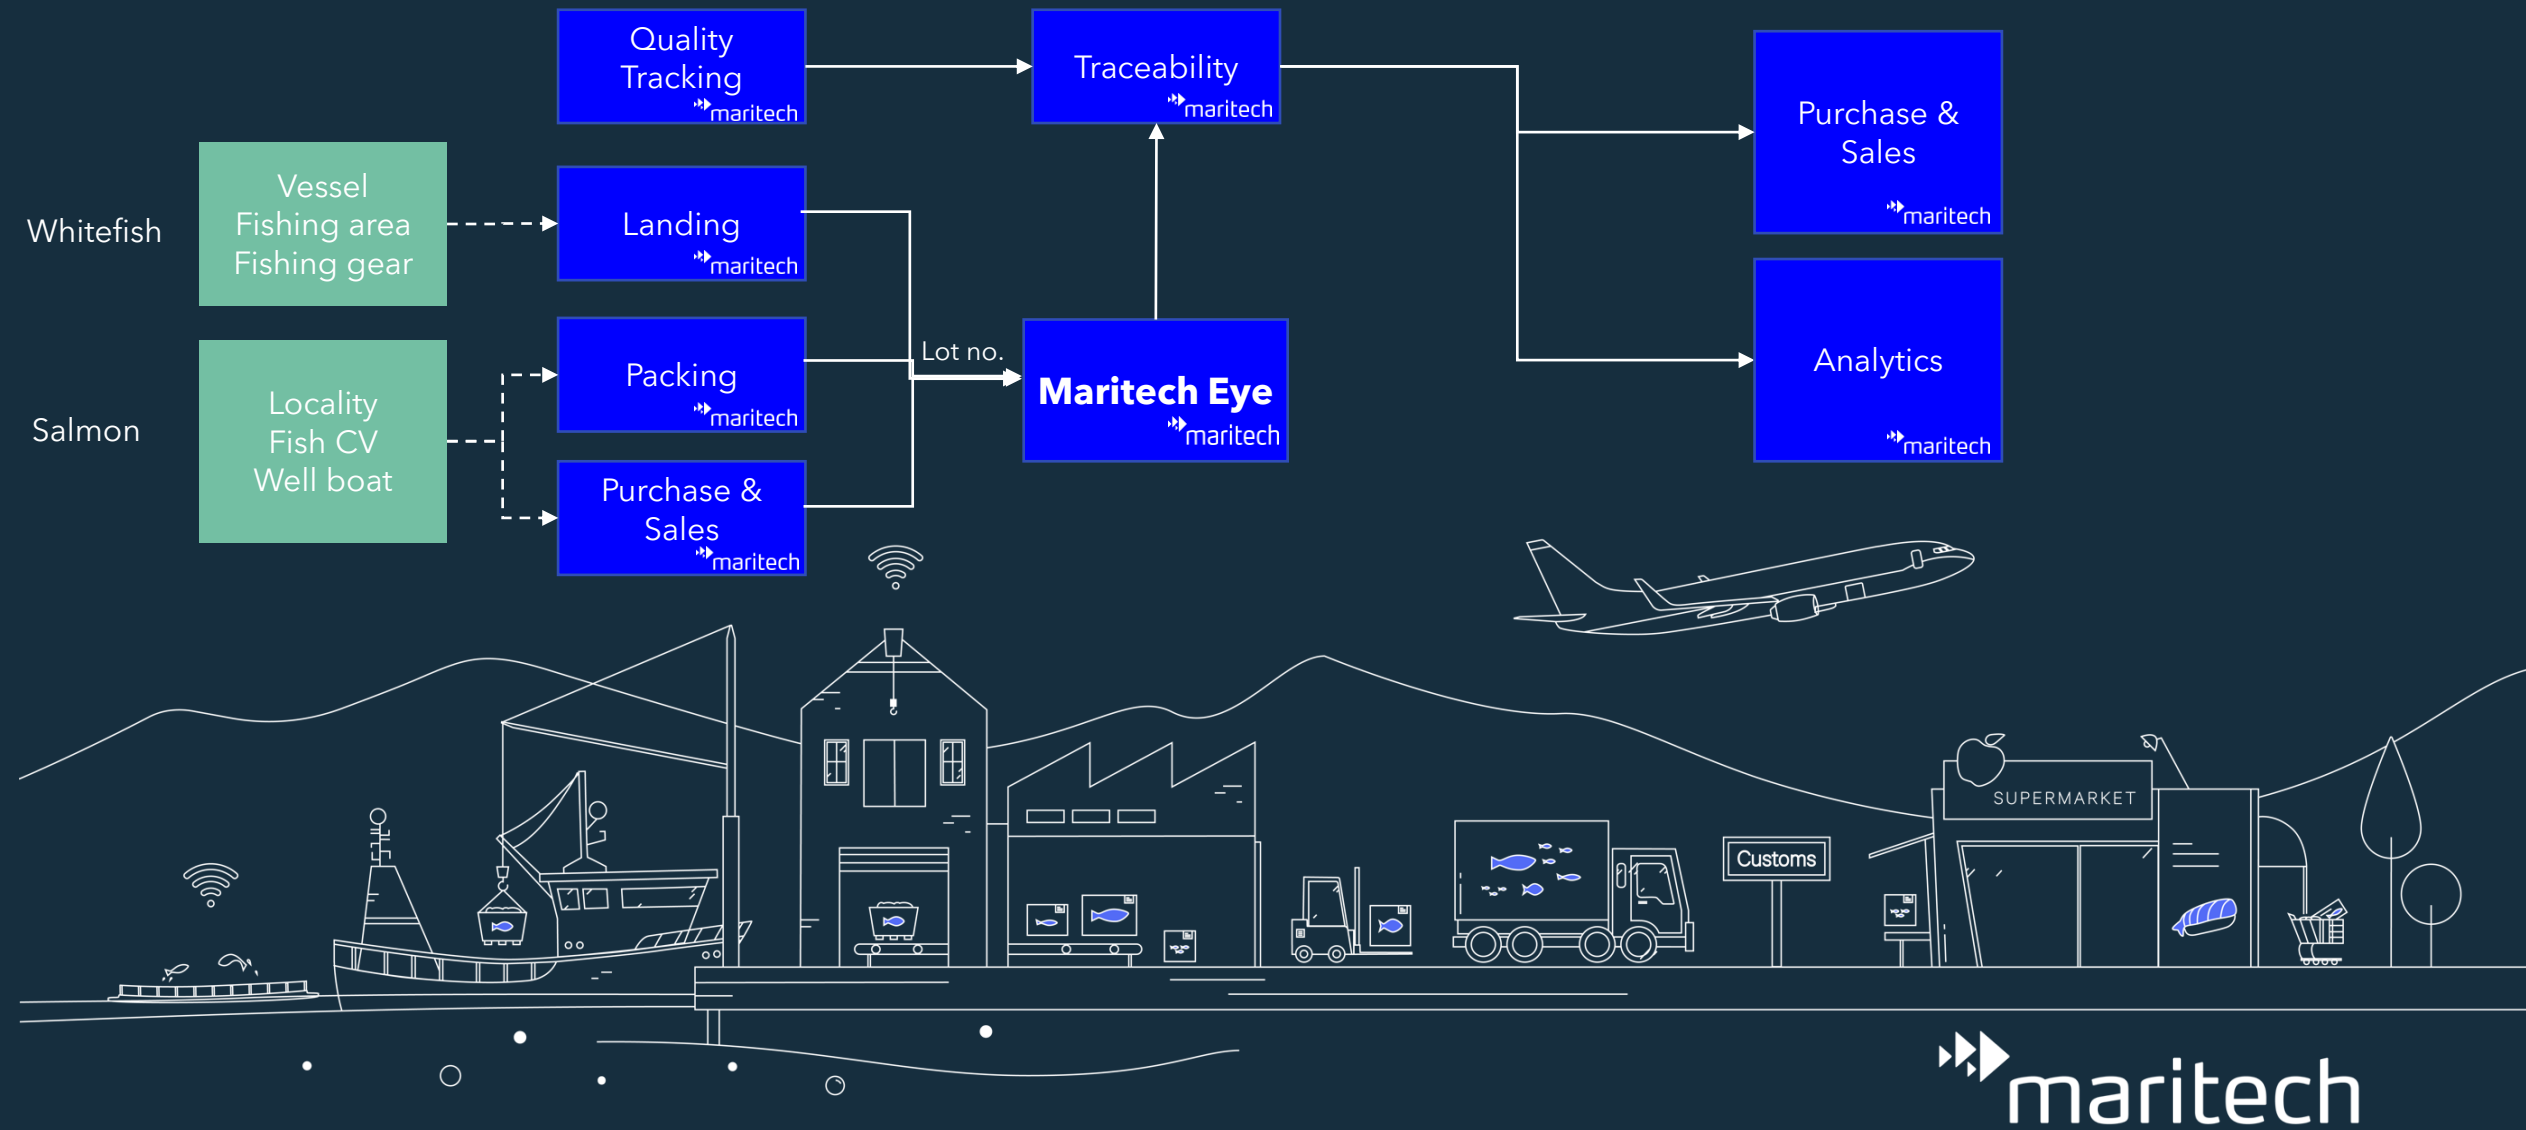 Quality
Tracking
maritech
Traceability
maritech
Purchase &
Sales
maritech
Whitefish
Vessel
Fishing area
Fishing gear
Landing
maritech
Salmon
Locality
Fish CV
Well boat
Packing
maritech
Purchase &
Sales
maritech
Lot no.
Maritech Eye
maritech
Analytics
maritech
SUPERMARKET
Customs
maritech